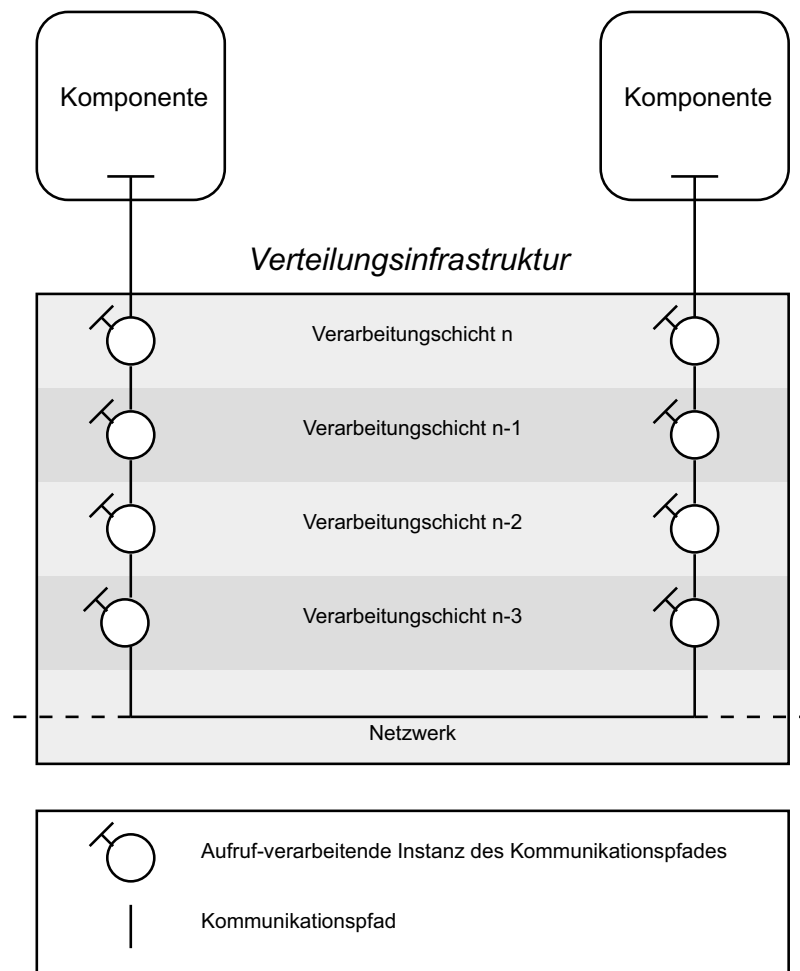 Komponente
Komponente
Verteilungsinfrastruktur
Verarbeitungschicht n
Verarbeitungschicht n-1
Verarbeitungschicht n-2
Verarbeitungschicht n-3
Netzwerk
Aufruf-verarbeitende Instanz des Kommunikationspfades
Kommunikationspfad